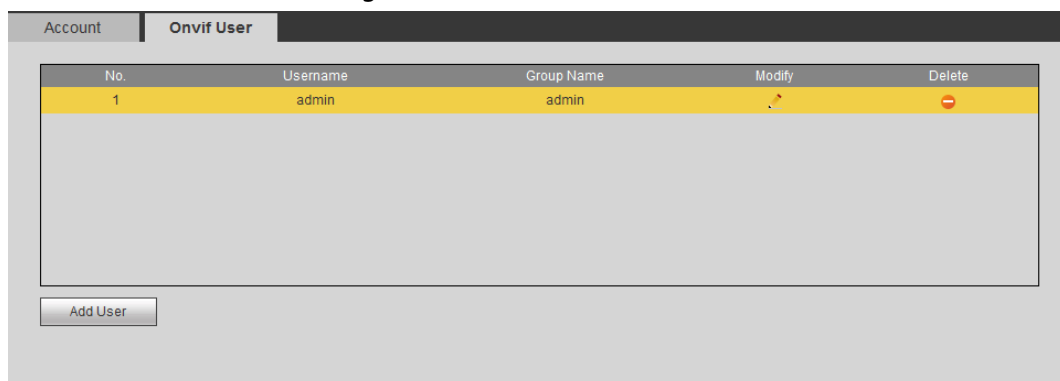 Account Onvif User
No. Username Group Name Modify Delete
1 admin admin
Add User